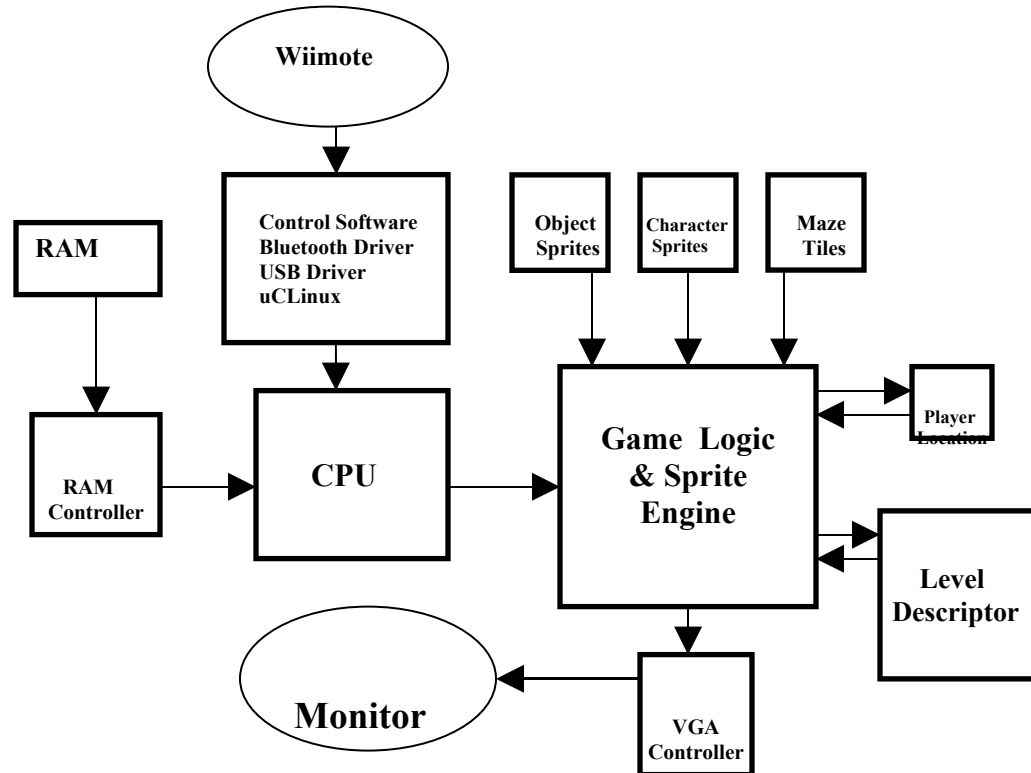 Wiimote
Control Software
Bluetooth Driver
USB Driver
uCLinux
Object
Sprites
Character
Sprites
Maze
Tiles
RAM
RAM
Controller
CPU
Game Logic
& Sprite
Engine
Player
Location
Level
Descriptor
Monitor
VGA
Controller